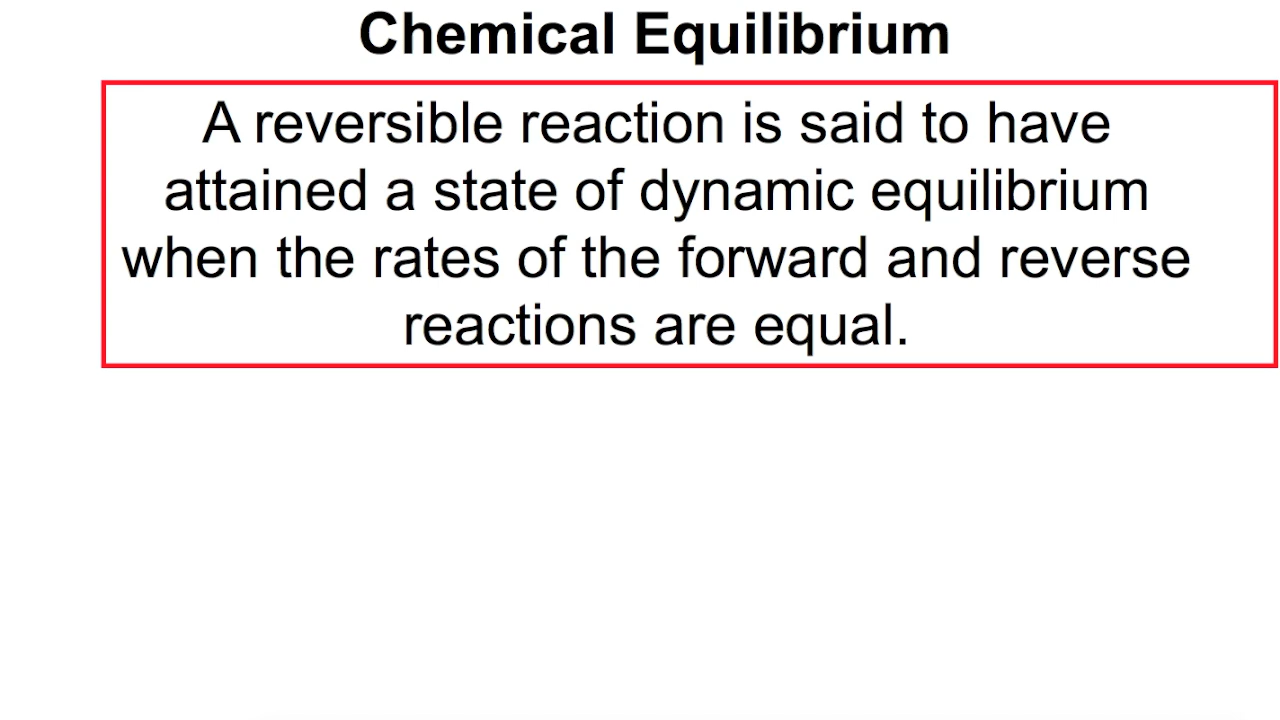 Chemical Equilibrium
A reversible reaction is said to have
attained a state of dynamic equilibrium
when the rates of the forward and reverse
reactions are equal.